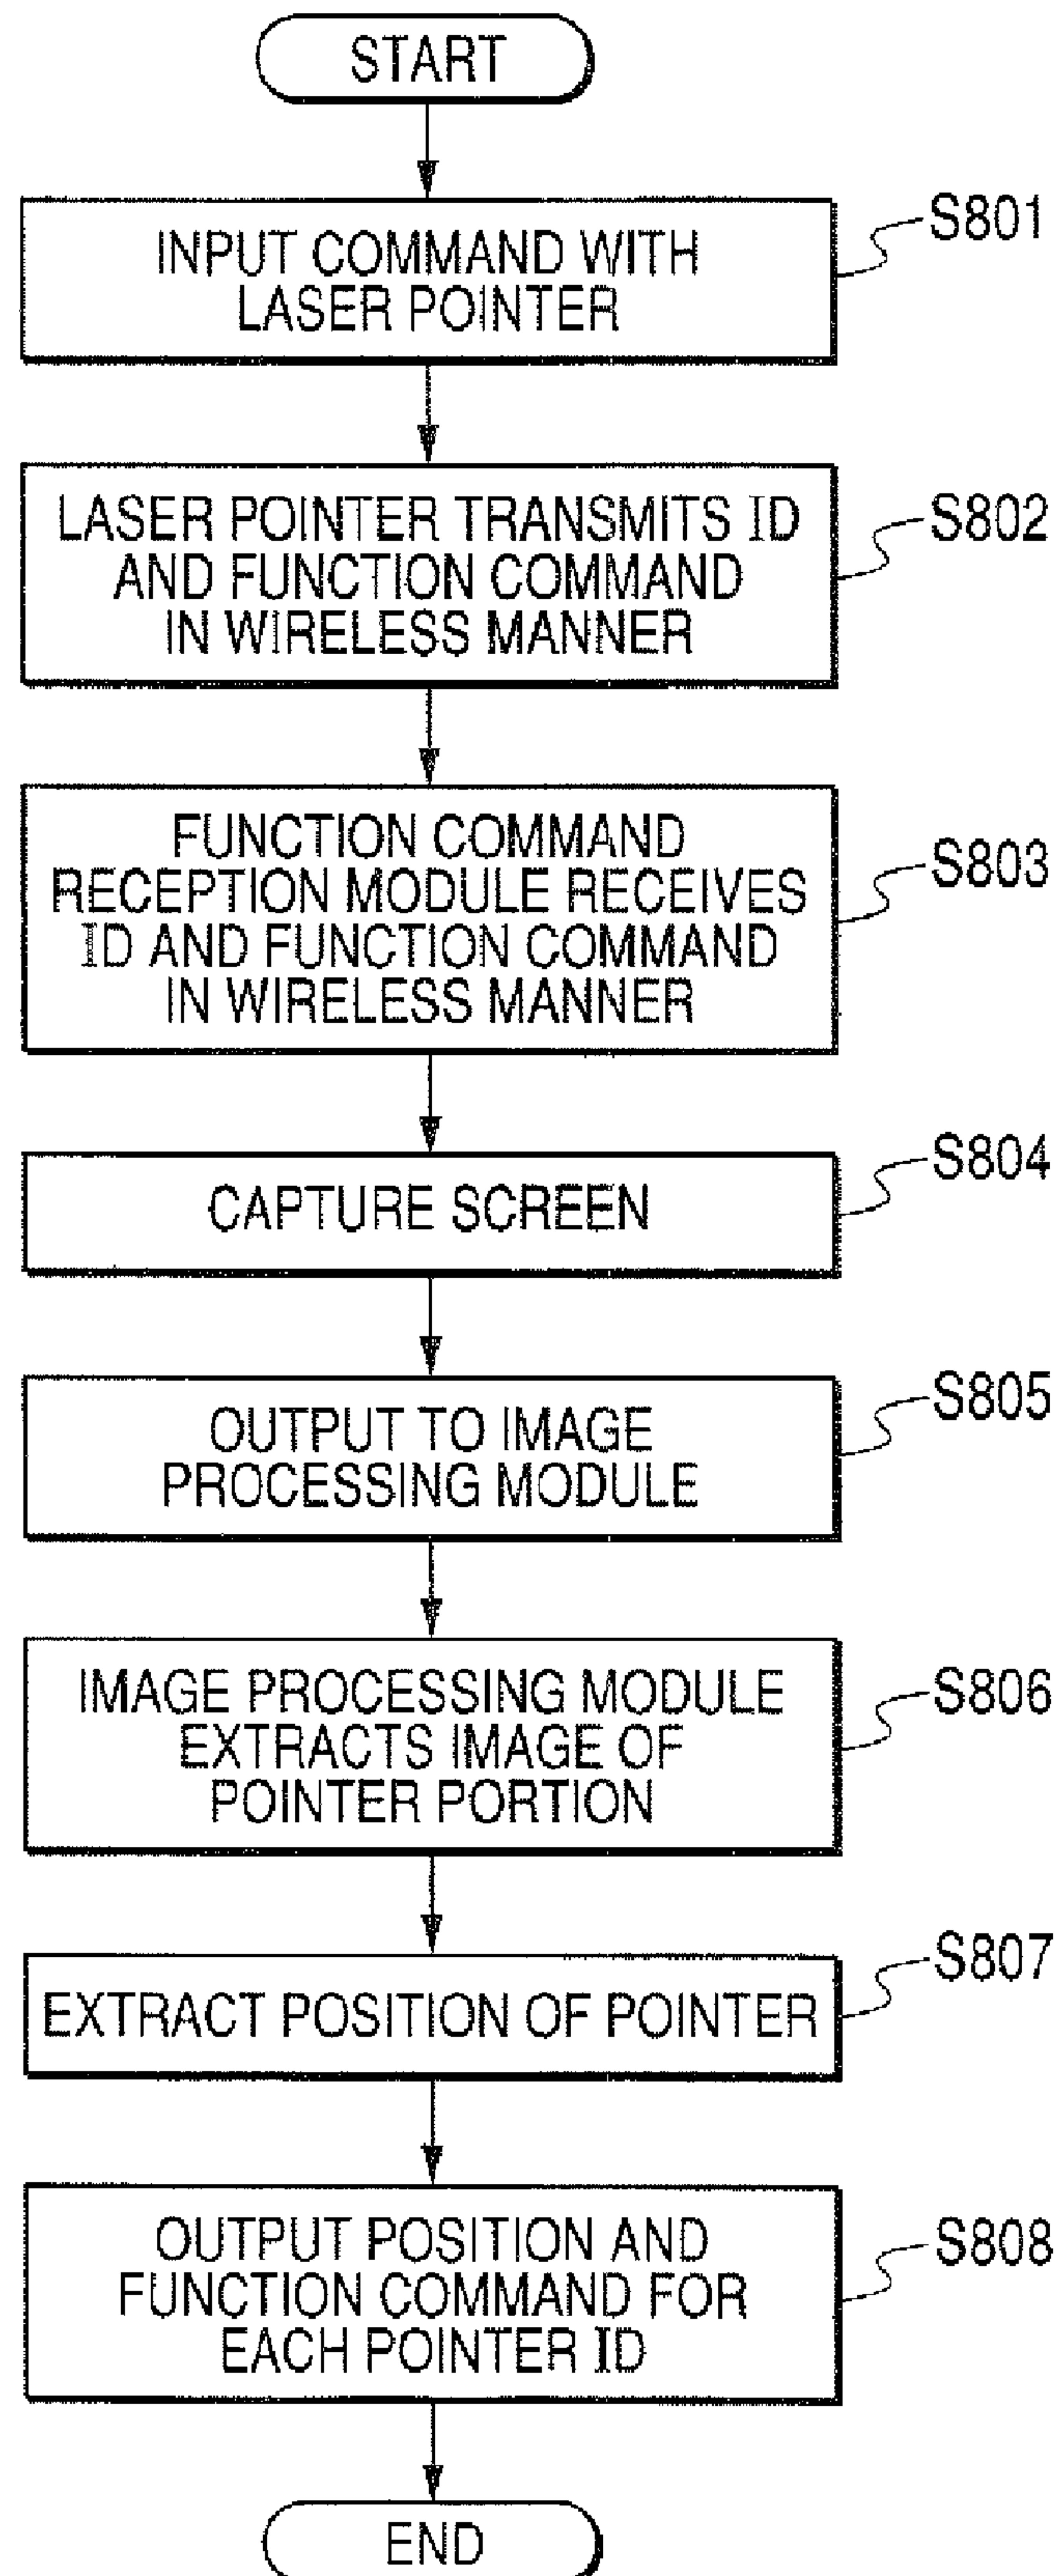 START
INPUT COMMAND WITH
LASER POINTER
S801
LASER POINTER TRANSMITS ID
AND FUNCTION COMMAND
IN WIRELESS MANNER
S802
FUNCTION COMMAND
RECEPTION MODULE RECEIVES
ID AND FUNCTION COMMAND
IN WIRELESS MANNER
S803
CAPTURE SCREEN
S804
OUTPUT TO IMAGE
PROCESSING MODULE
S805
IMAGE PROCESSING MODULE
EXTRACTS IMAGE OF
POINTER PORTION
S806
EXTRACT POSITION OF POINTER
S807
OUTPUT POSITION AND
FUNCTION COMMAND FOR
EACH POINTER ID
S808
END